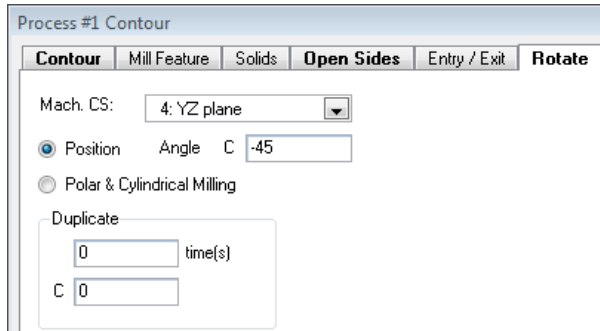 Process #1 Contour
Contour Mill Feature Solids Open Sides Entry / Exit Rotate
Mach. CS: 4: YZ plane
Position Angle C -45
Polar & Cylindrical Milling
Duplicate
0 time(s)
C 0